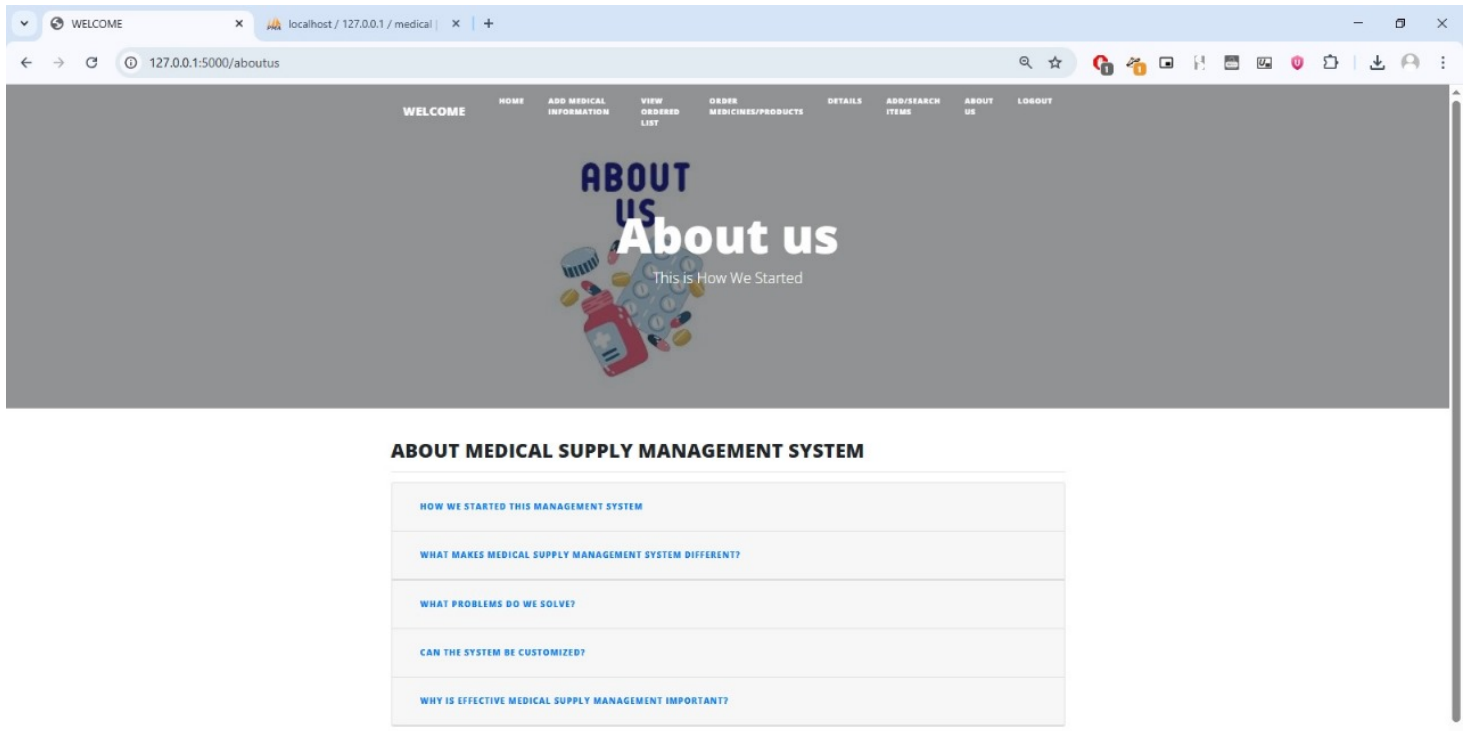 WELCOME
localhost / 127.0.0.1 / medical |
127.0.0.1:5000/aboutus
WELCOME
HOME
ADD MEDICAL
INFORMATION
VIEW
ORDERED
LIST
ORDER
MEDICINES/PRODUCTS
DETAILS
ADD/SEARCH
ITEMS
ABOUT
US
LOGOUT
ABOUT
US
About us
This is How We Started
ABOUT MEDICAL SUPPLY MANAGEMENT SYSTEM
HOW WE STARTED THIS MANAGEMENT SYSTEM
WHAT MAKES MEDICAL SUPPLY MANAGEMENT SYSTEM DIFFERENT?
WHAT PROBLEMS DO WE SOLVE?
CAN THE SYSTEM BE CUSTOMIZED?
WHY IS EFFECTIVE MEDICAL SUPPLY MANAGEMENT IMPORTANT?